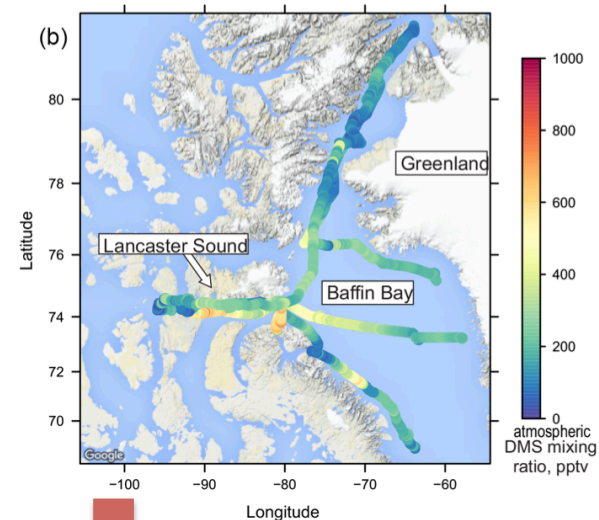 (b)
Greenland
Lancaster Sound
Baffin Bay
Google
80
78
76
74
72
70
Latitude
−100
−90
−80
−70
−60
Longitude
1000
800
600
400
200
0
atmospheric
DMS mixing
ratio, pptv